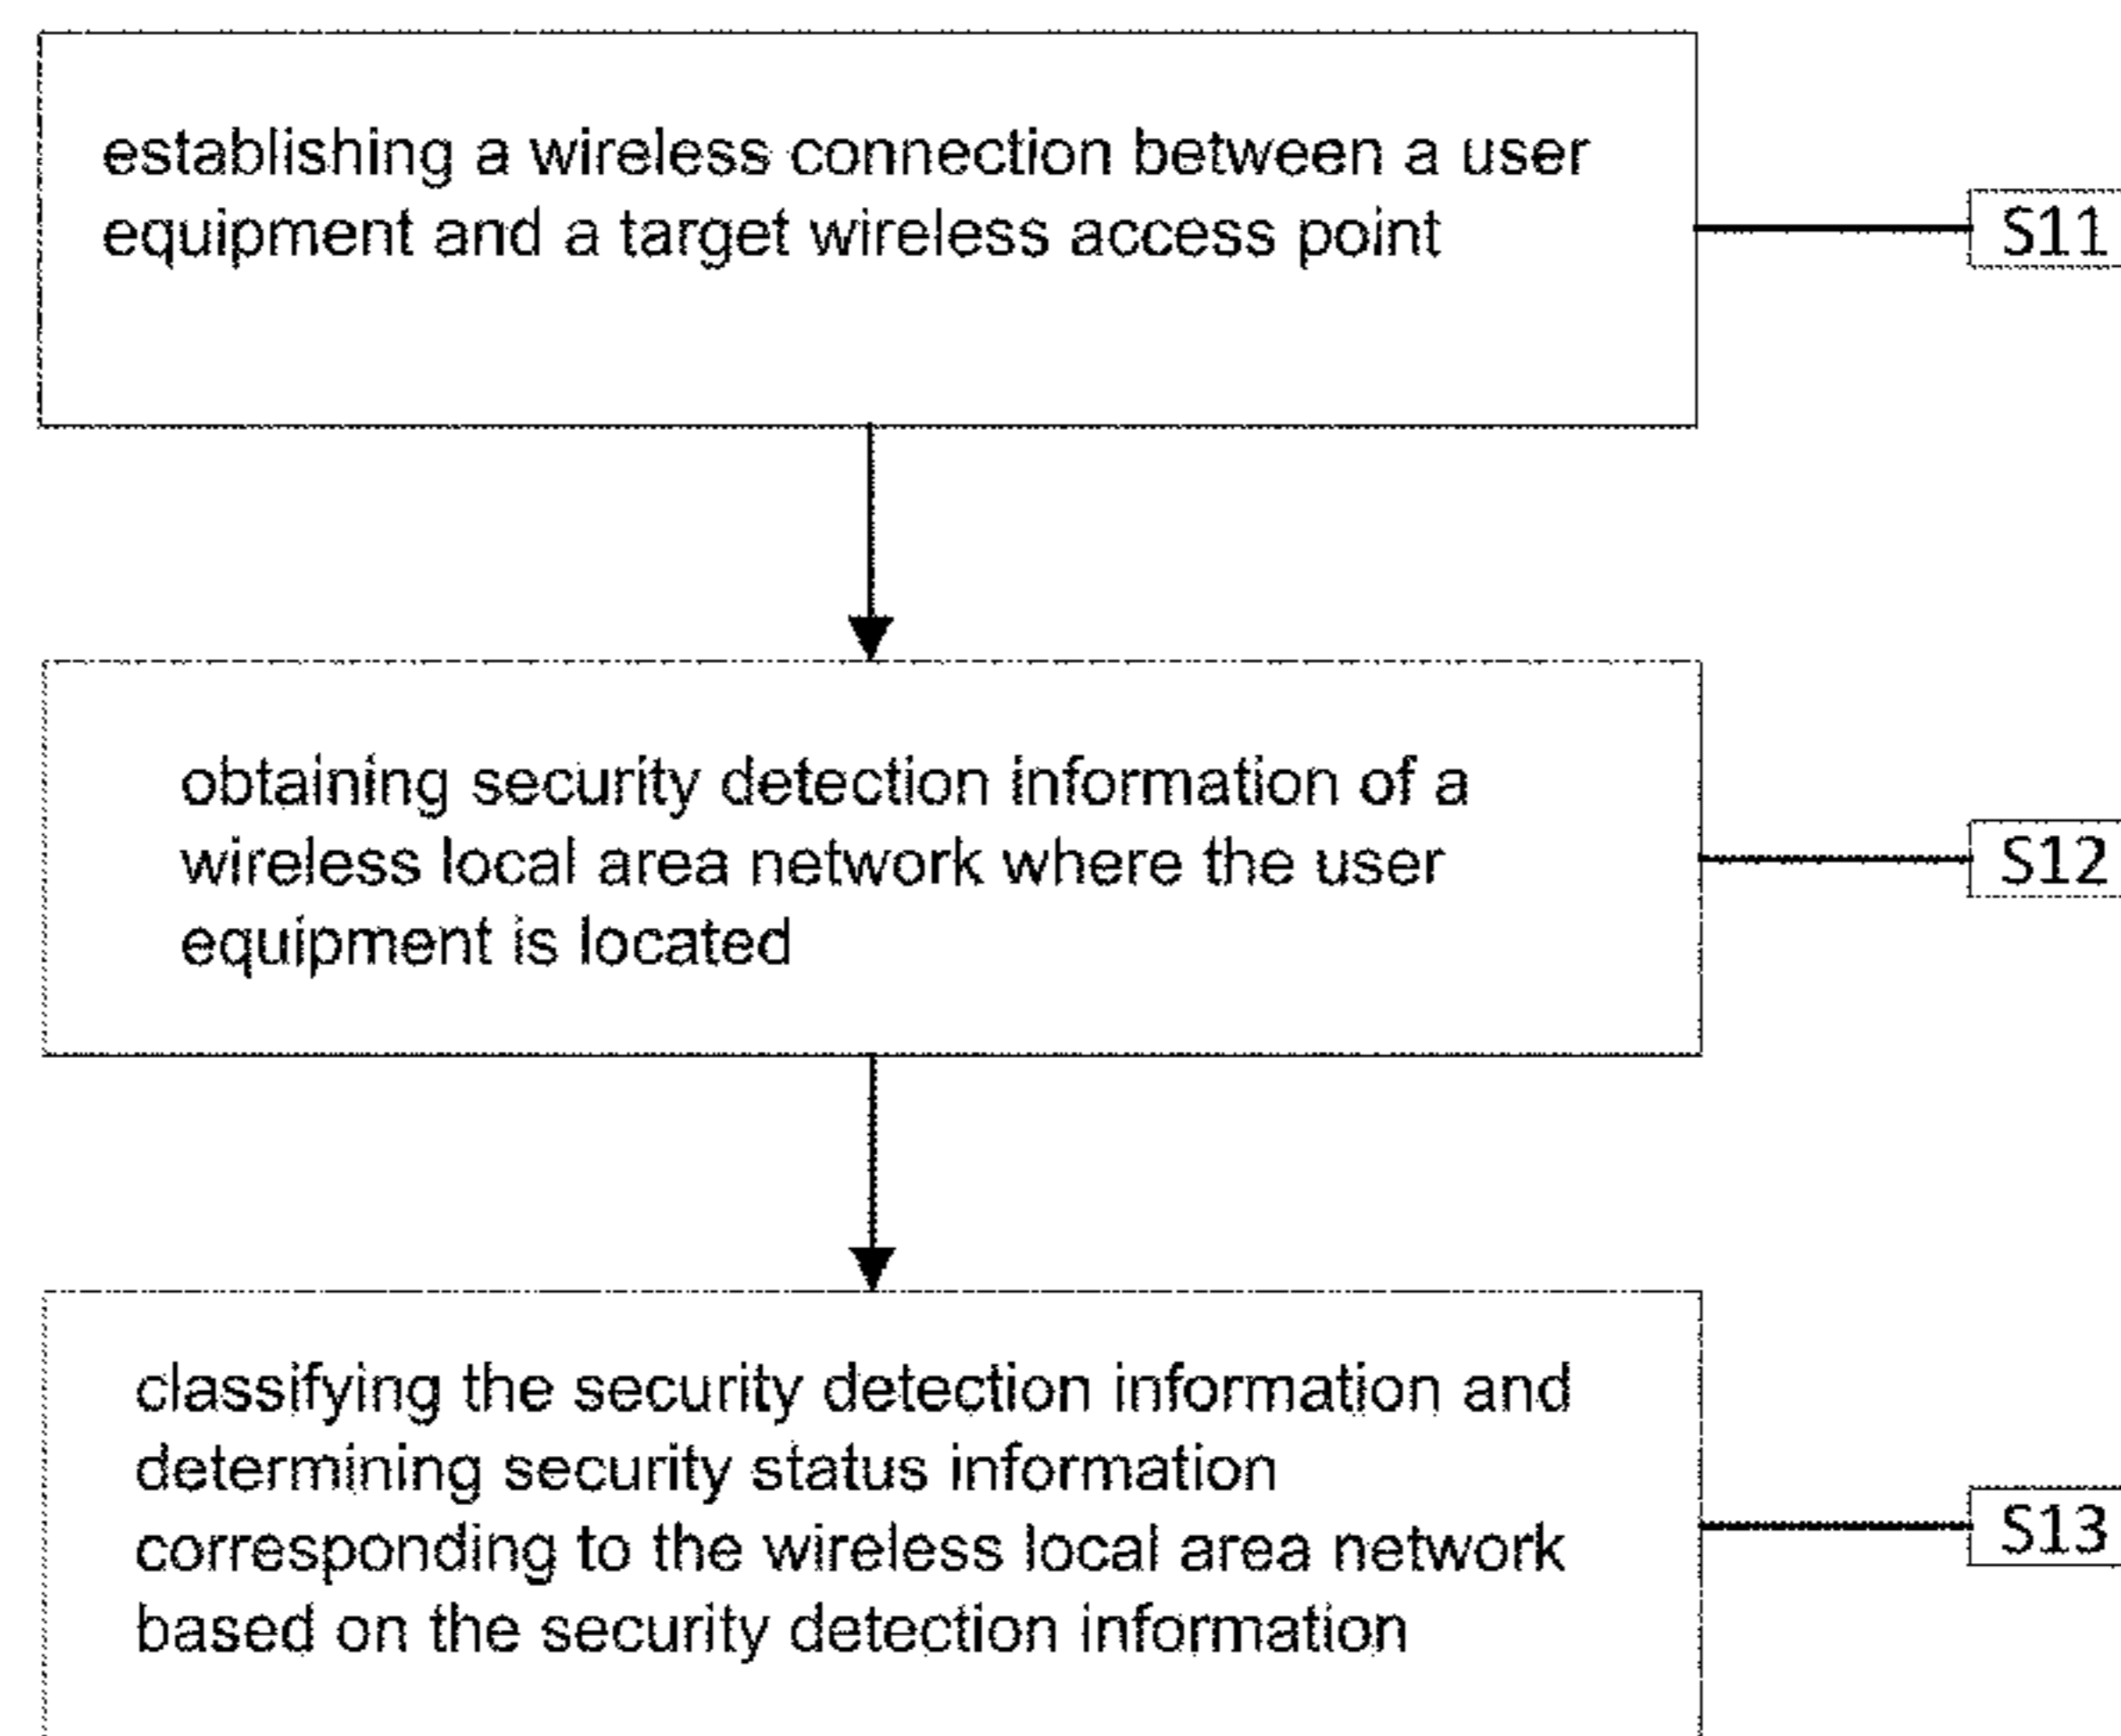 establishing a wireless connection between a user
equipment and a target wireless access point
S11
obtaining security detection information of a
wireless local area network where the user
equipment is located
S12
classifying the security detection information and
determining security status information
corresponding to the wireless local area network
based on the security detection information
S13